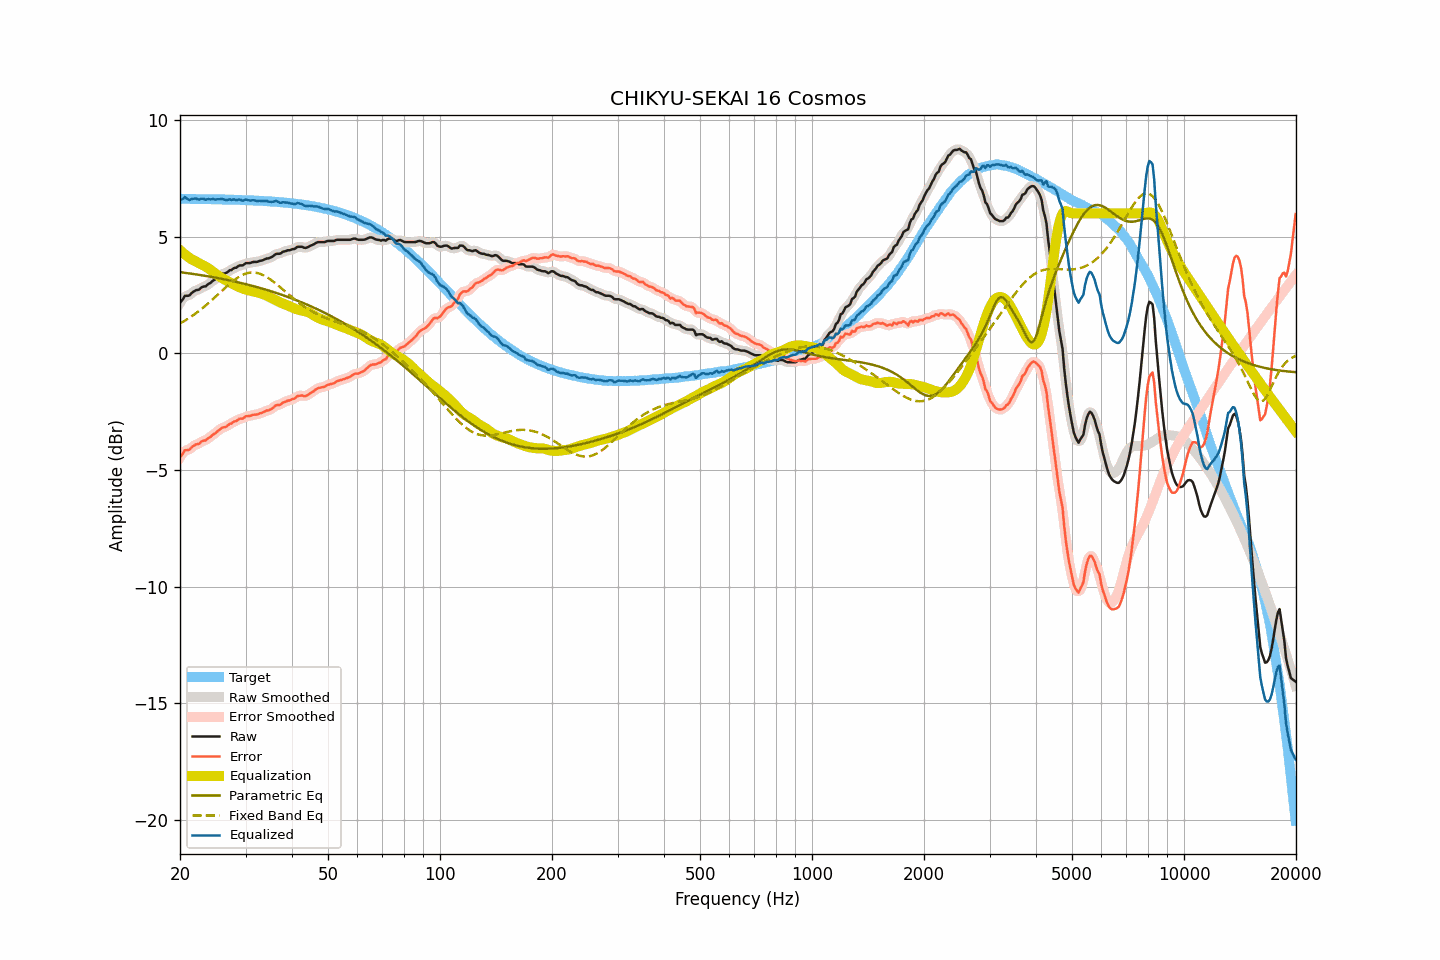 CHIKYU-SEKAI 16 Cosmos
10
5
0
−5
−10
−15
−20
Amplitude (dBr)
Target
Raw Smoothed
Error Smoothed
Raw
Error
Equalization
Parametric Eq
Fixed Band Eq
Equalized
20 50 100 200 500 1000 2000 5000 10000 20000
Frequency (Hz)